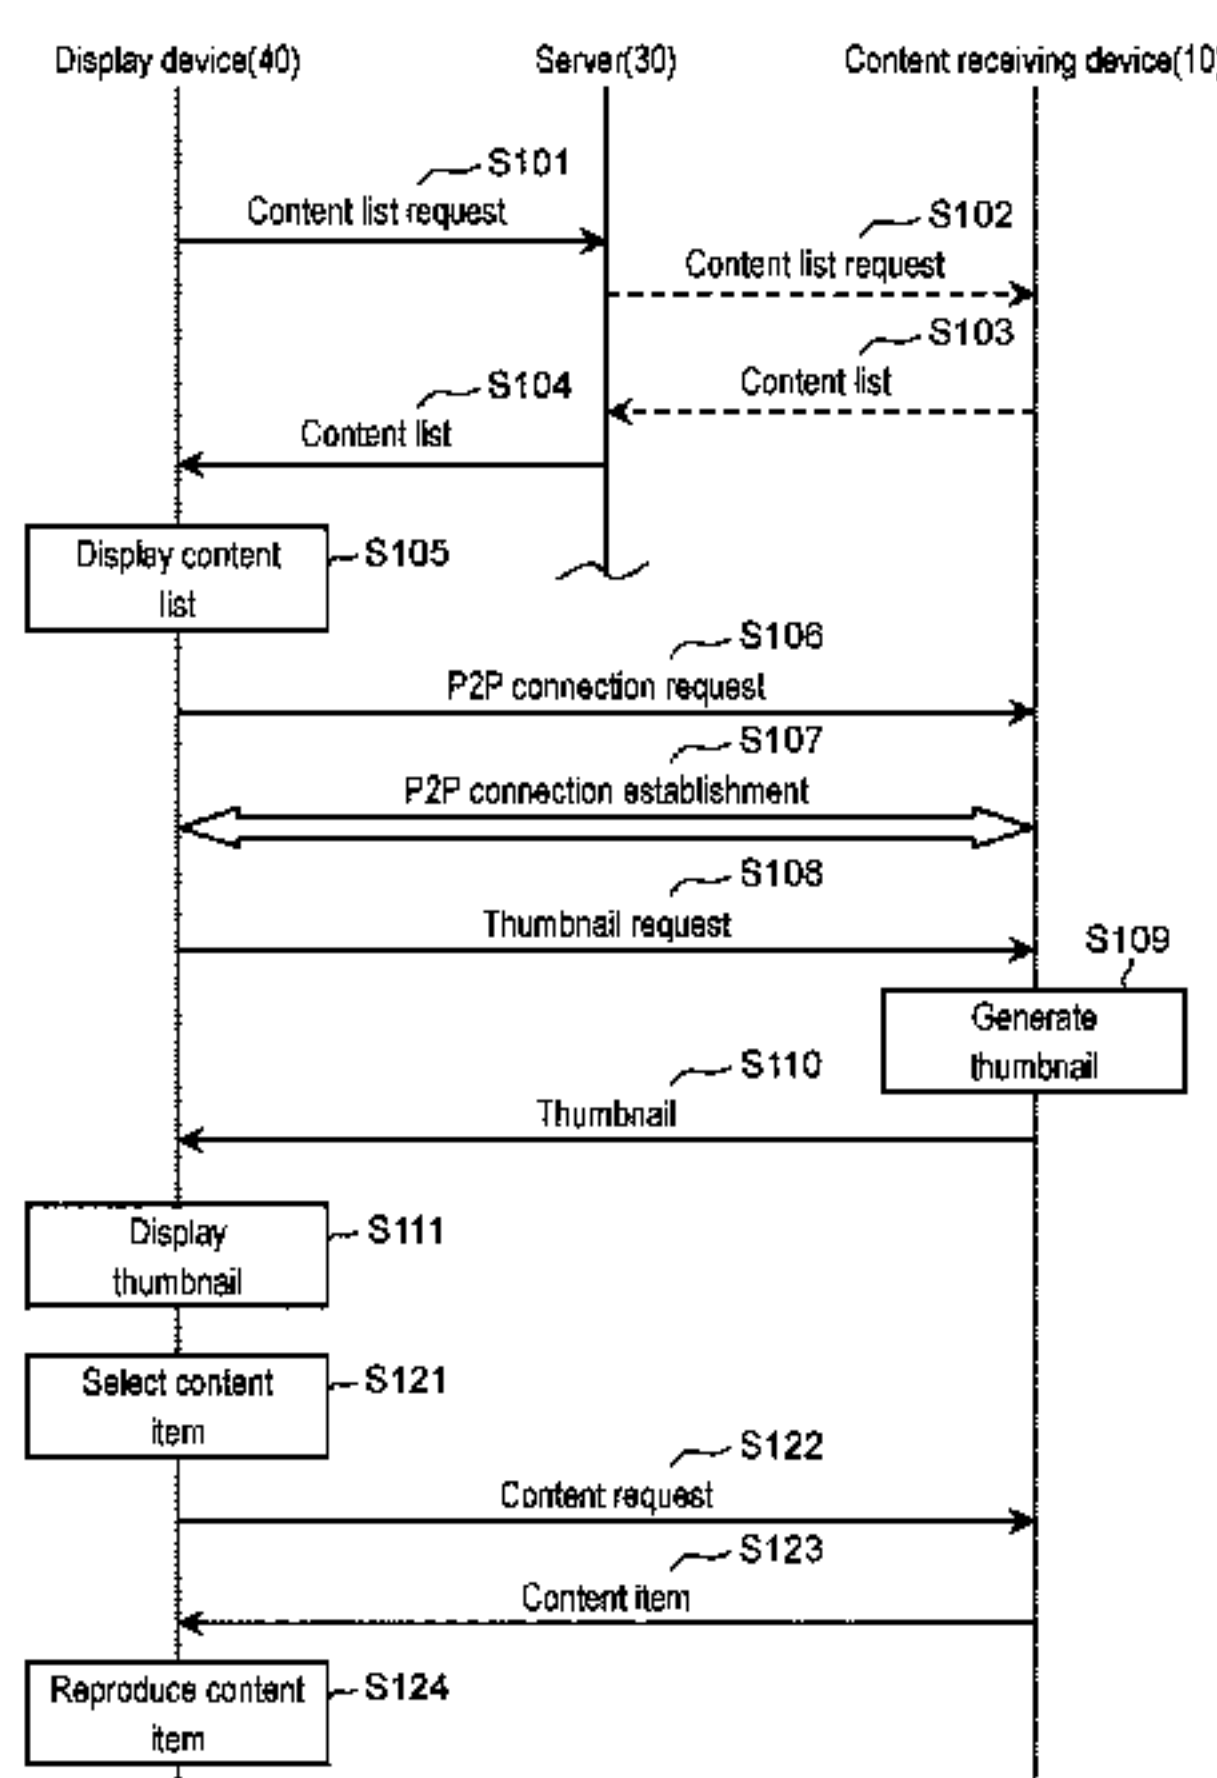 Display device(40) Server(30) Content receiving device(10)
S101
Content list request
S102
Content list request
S103
Content list
S104
Content list
Display content
list
S105
S106
P2P connection request
S107
P2P connection establishment
S108
Thumbnail request
S109
Generate
thumbnail
S110
Thumbnail
Display
thumbnail
S111
Select content
item
S121
S122
Content request
S123
Content item
Reproduce content
item
S124